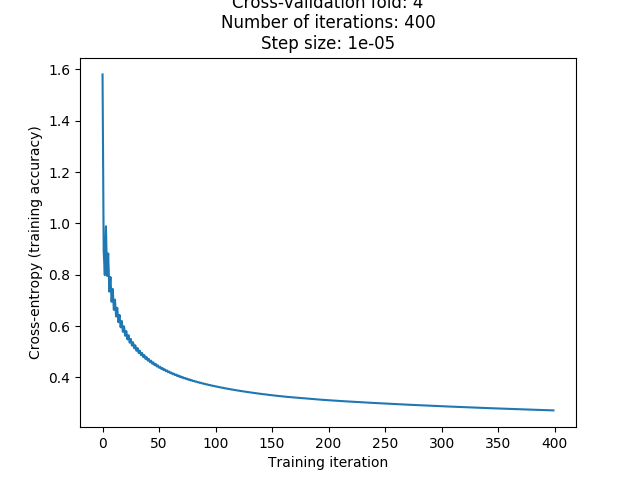 Cross-validation fold: 4
Number of iterations: 400
Step size: 1e-05
1.6
1.4
1.2
1.0
0.8
0.6
0.4
Cross-entropy (training accuracy)
0 50 100 150 200 250 300 350 400
Training iteration